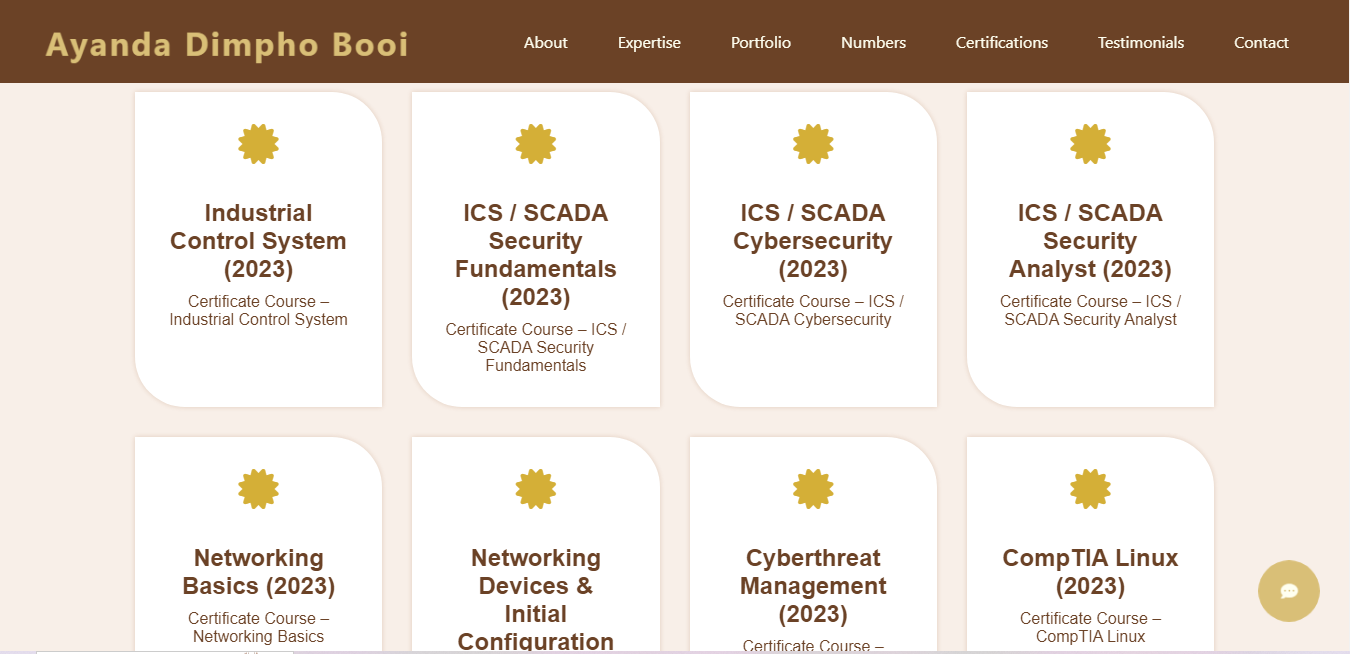 Ayanda Dimpho Booi
About Expertise Portfolio Numbers Certifications Testimonials Contact
Industrial
Control System
(2023)
Certificate Course –
Industrial Control System
ICS / SCADA
Security
Fundamentals
(2023)
Certificate Course – ICS /
SCADA Security
Fundamentals
ICS / SCADA
Cybersecurity
(2023)
Certificate Course – ICS /
SCADA Cybersecurity
ICS / SCADA
Security
Analyst (2023)
Certificate Course – ICS /
SCADA Security Analyst
Networking
Basics (2023)
Certificate Course –
Networking Basics
Networking
Devices &
Initial
Configuration
Cyberthreat
Management
(2023)
Certificate Course –
CompTIA Linux
(2023)
Certificate Course –
CompTIA Linux